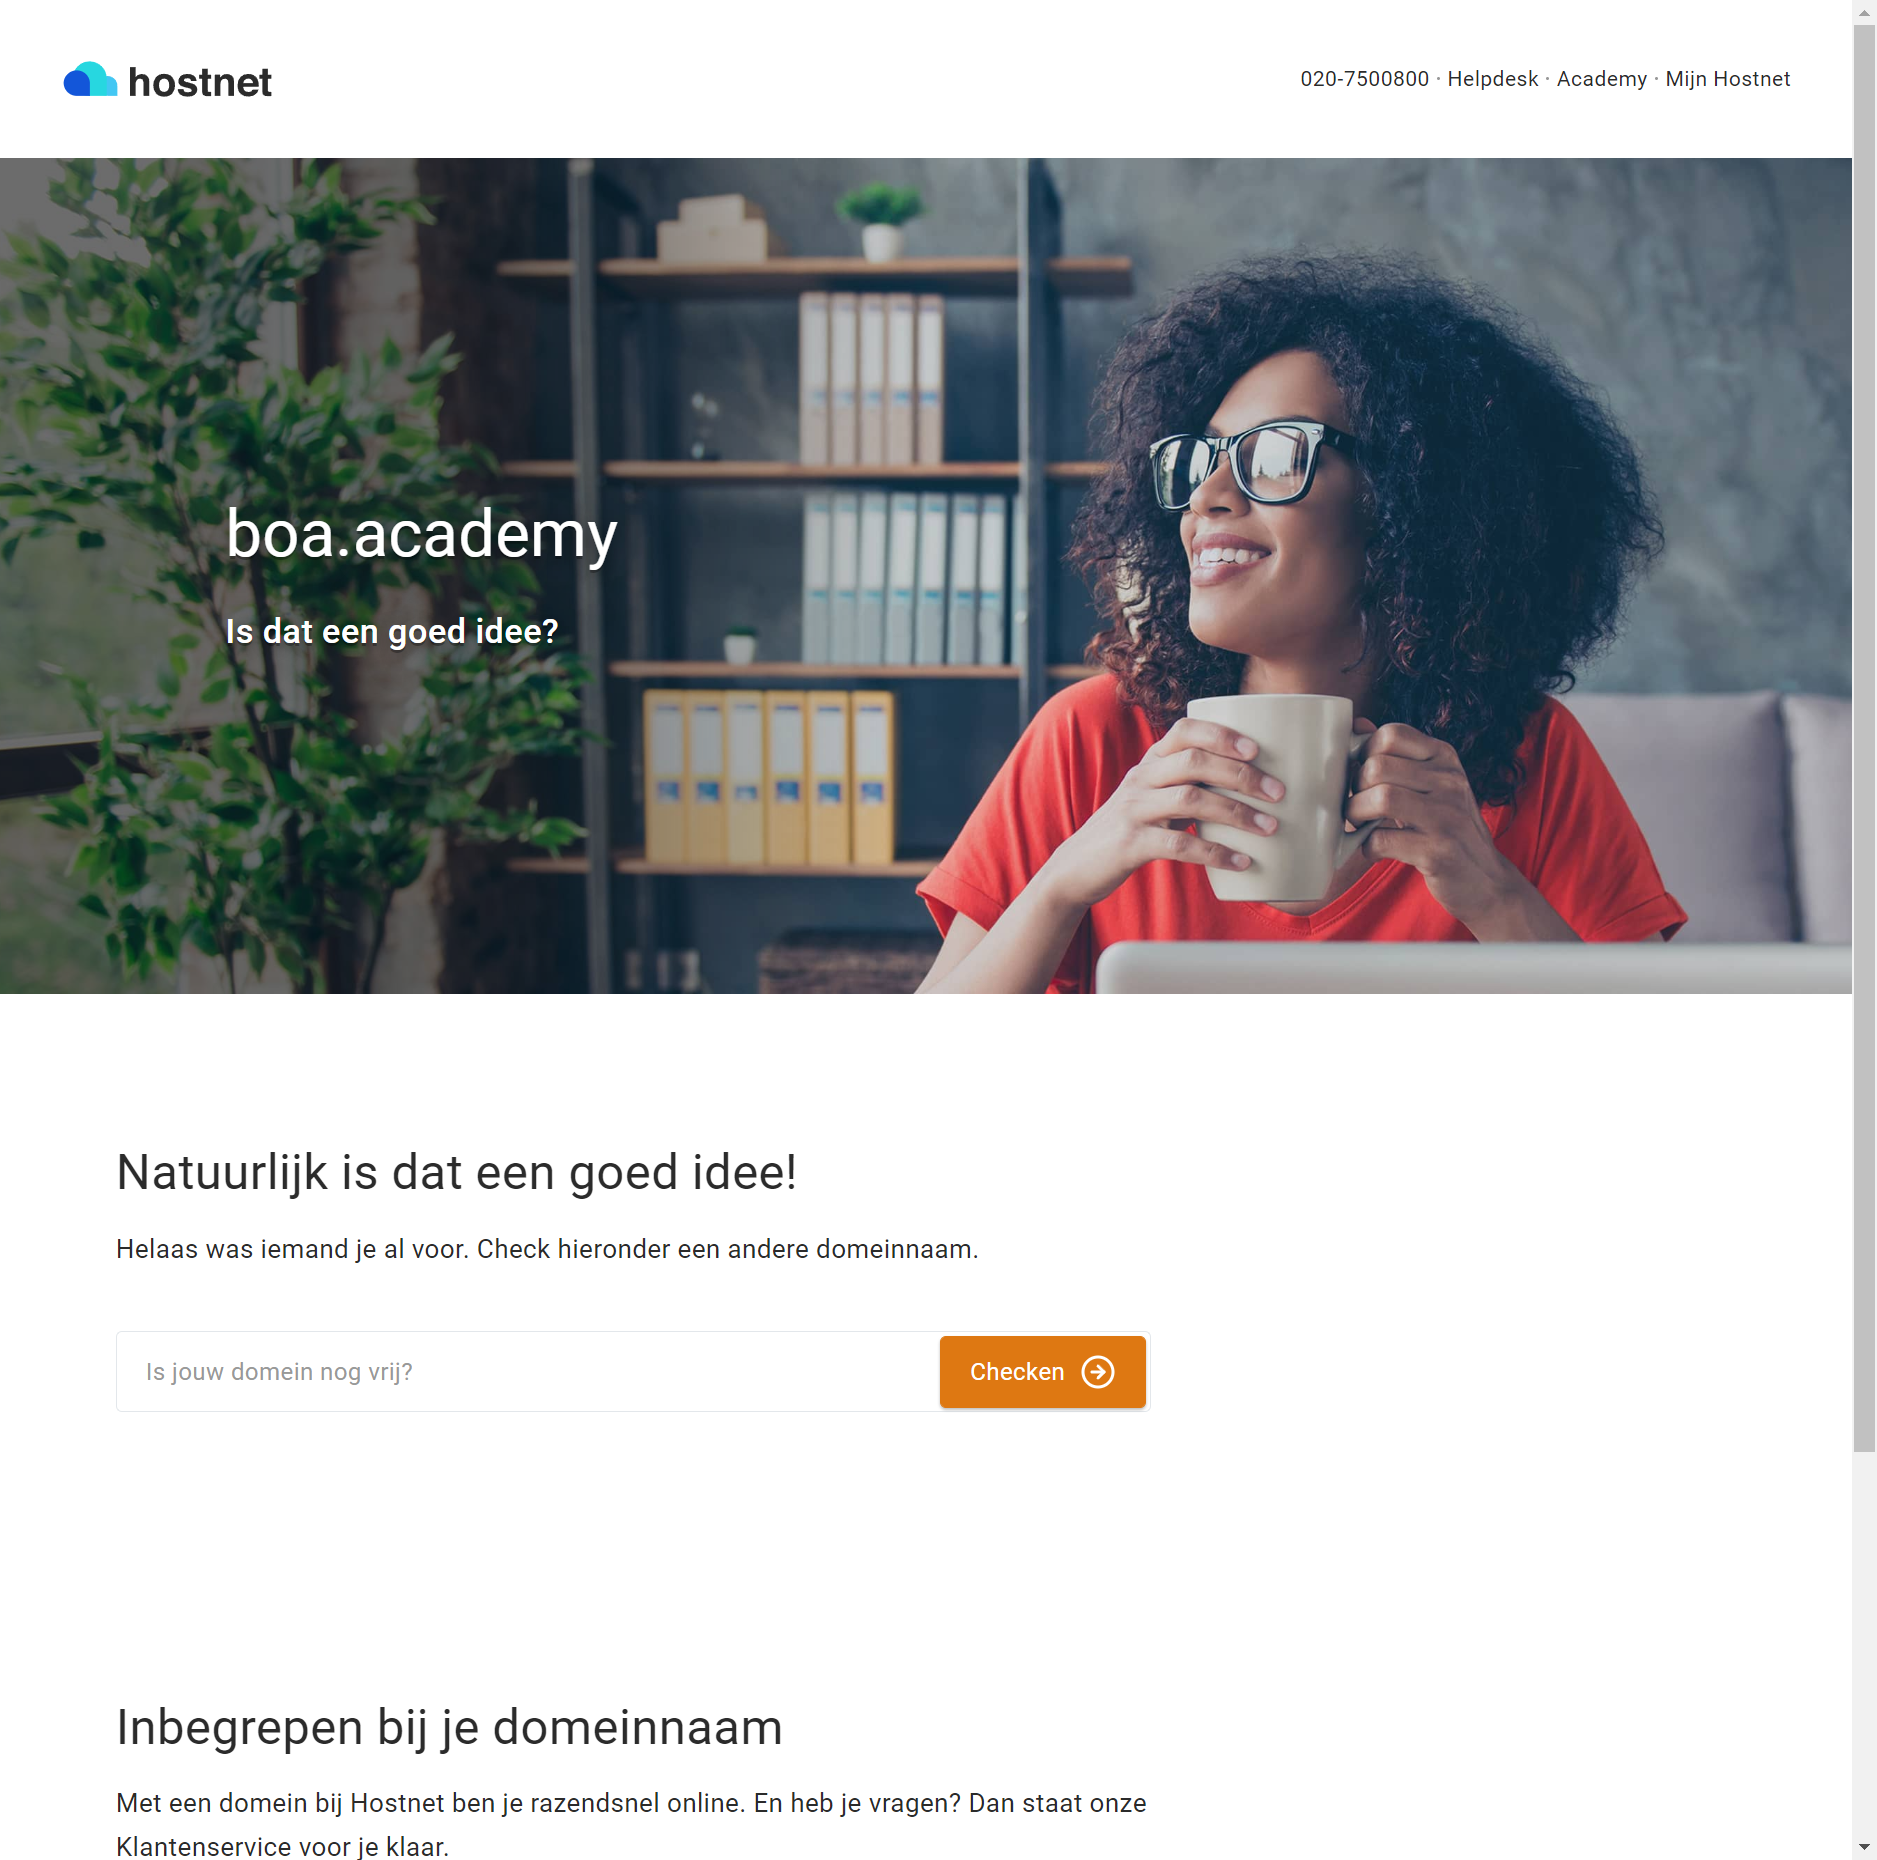 hostnet
020-7500800 · Helpdesk · Academy · Mijn Hostnet
boa.academy
Is dat een goed idee?
Natuurlijk is dat een goed idee!
Helaas was iemand je al voor. Check hieronder een andere domeinnaam.
Is jouw domein nog vrij?
Checken
Inbegrepen bij je domeinnaam
Met een domein bij Hostnet ben je razendsnel online. En heb je vragen? Dan staat onze
Klantenservice voor je klaar.